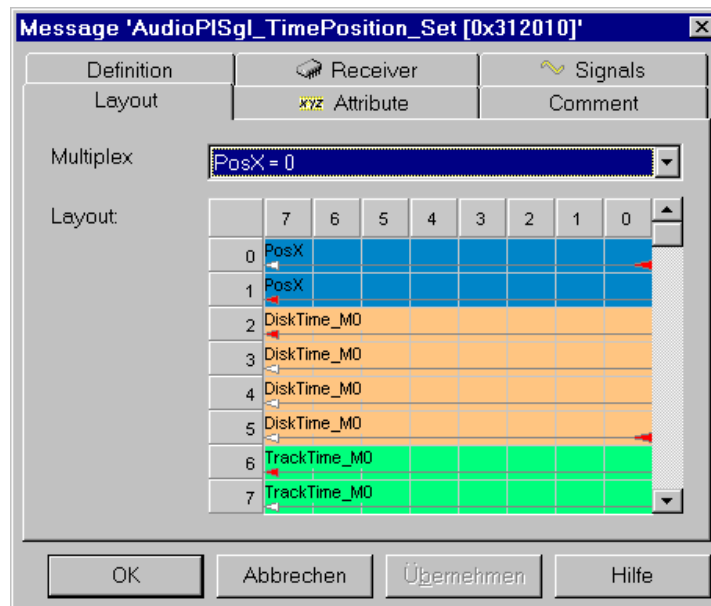 Message 'AudioPlSgl_TimePosition_Set [0x312010]'
Definition Receiver Signals
Layout xyz Attribute Comment
Multiplex PosX = 0
Layout: 7 6 5 4 3 2 1 0
0 PosX
1 PosX
2 DiskTime_M0
3 DiskTime_M0
4 DiskTime_M0
5 DiskTime_M0
6 TrackTime_M0
7 TrackTime_M0
OK Abbrechen Übernehmen Hilfe